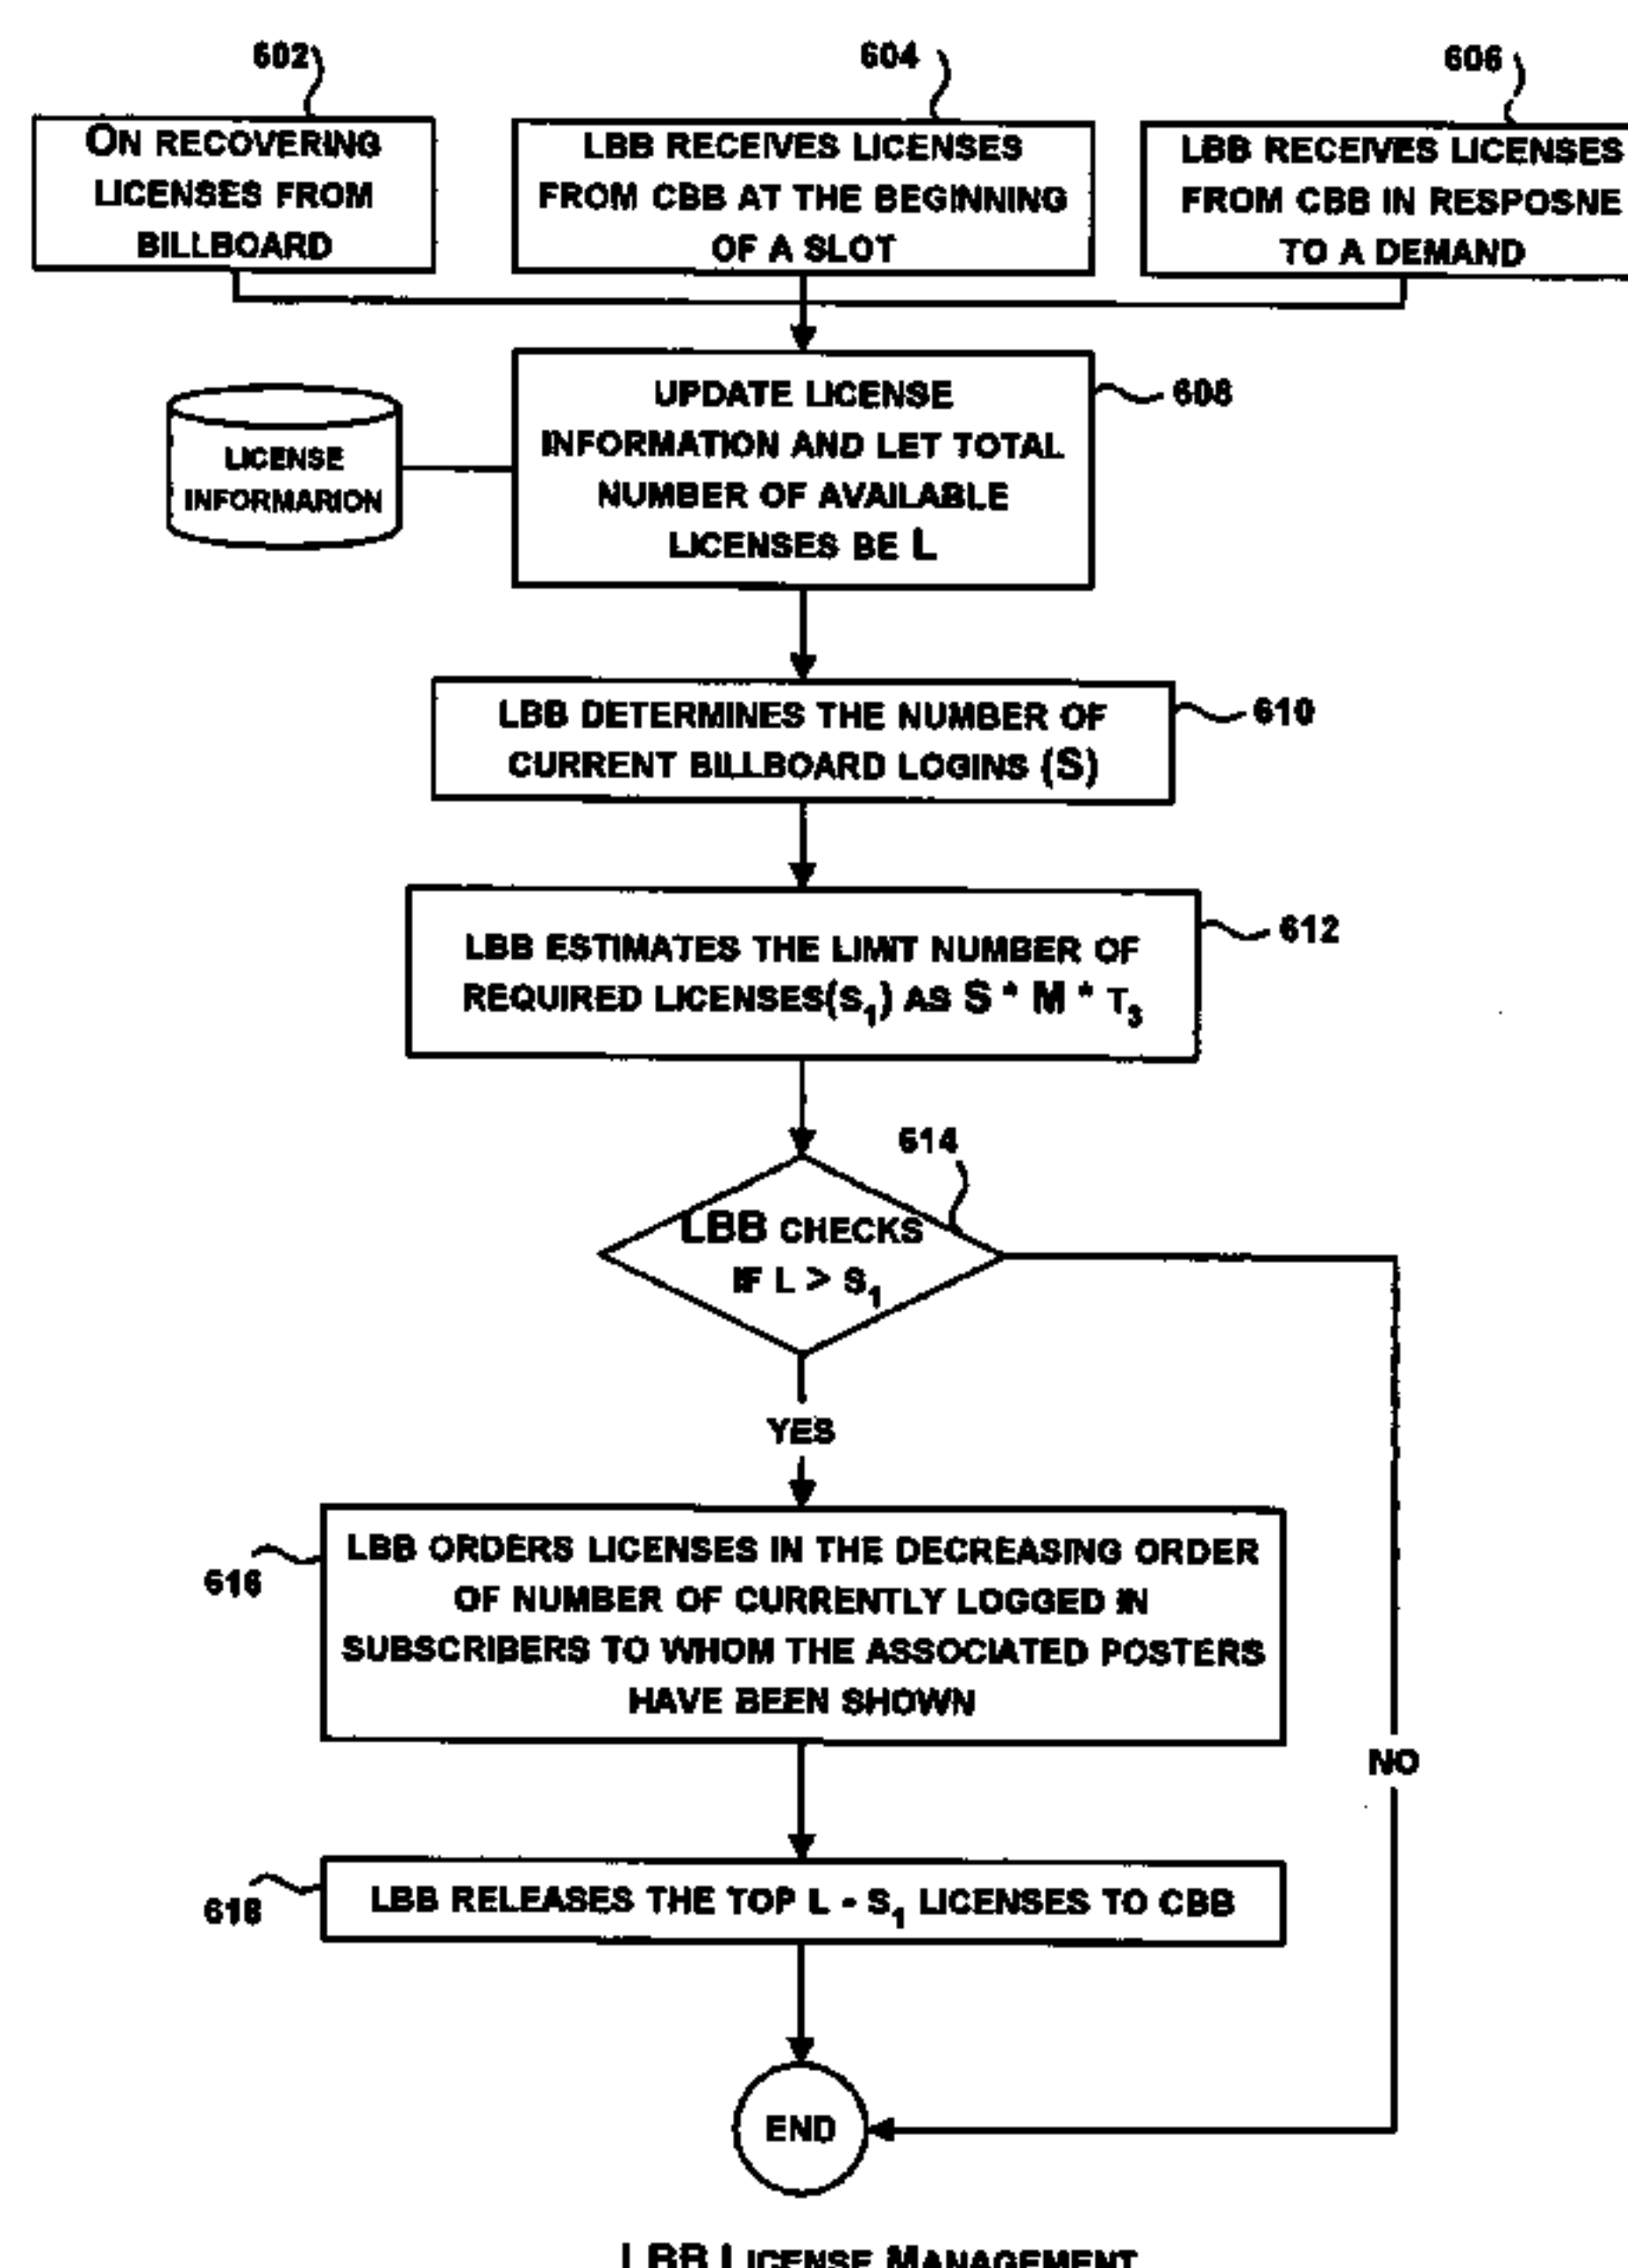 602
604
606
ON RECOVERING
LICENSES FROM
BILLBOARD
LBB RECEIVES LICENSES
FROM CBB AT THE BEGINNING
OF A SLOT
LBB RECEIVES LICENSES
FROM CBB IN RESPOSNE
TO A DEMAND
LICENSE
INFORMARION
UPDATE LICENSE
INFORMATION AND LET TOTAL
NUMBER OF AVAILABLE
LICENSES BE L
608
LBB DETERMINES THE NUMBER OF
CURRENT BILLBOARD LOGINS (S)
610
LBB ESTIMATES THE LIMIT NUMBER OF
REQUIRED LICENSES(S₁) AS S * M * T₃
612
614
LBB CHECKS
IF L > S₁
YES
NO
616
LBB ORDERS LICENSES IN THE DECREASING ORDER
OF NUMBER OF CURRENTLY LOGGED IN
SUBSCRIBERS TO WHOM THE ASSOCIATED POSTERS
HAVE BEEN SHOWN
618
LBB RELEASES THE TOP L - S₁ LICENSES TO CBB
END
LBB LICENSE MANAGEMENT